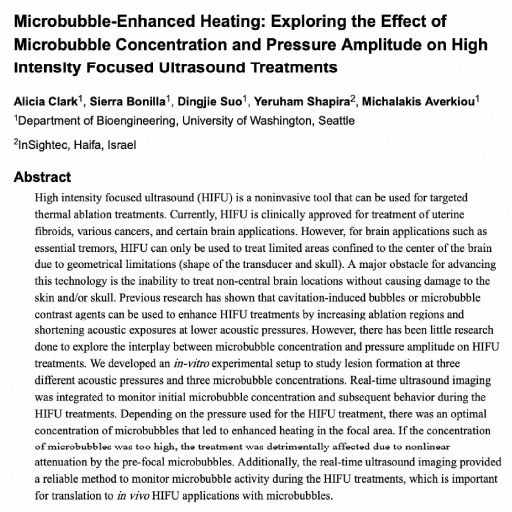 Microbubble-Enhanced Heating: Exploring the Effect of
Microbubble Concentration and Pressure Amplitude on High
Intensity Focused Ultrasound Treatments
Alicia Clark1, Sierra Bonilla1, Dingjie Suo1, Yeruham Shapira2, Michalakis Averkiou1
1Department of Bioengineering, University of Washington, Seattle
2InSightec, Haifa, Israel
Abstract
High intensity focused ultrasound (HIFU) is a noninvasive tool that can be used for targeted
thermal ablation treatments. Currently, HIFU is clinically approved for treatment of uterine
fibroids, various cancers, and certain brain applications. However, for brain applications such as
essential tremors, HIFU can only be used to treat limited areas confined to the center of the brain
due to geometrical limitations (shape of the transducer and skull). A major obstacle for advancing
this technology is the inability to treat non-central brain locations without causing damage to the
skin and/or skull. Previous research has shown that cavitation-induced bubbles or microbubble
contrast agents can be used to enhance HIFU treatments by increasing ablation regions and
shortening acoustic exposures at lower acoustic pressures. However, there has been little research
done to explore the interplay between microbubble concentration and pressure amplitude on HIFU
treatments. We developed an in-vitro experimental setup to study lesion formation at three
different acoustic pressures and three microbubble concentrations. Real-time ultrasound imaging
was integrated to monitor initial microbubble concentration and subsequent behavior during the
HIFU treatments. Depending on the pressure used for the HIFU treatment, there was an optimal
concentration of microbubbles that led to enhanced heating in the focal area. If the concentration
of microbubbles was too high, the treatment was detrimentally affected due to nonlinear
attenuation by the pre-focal microbubbles. Additionally, the real-time ultrasound imaging provided
a reliable method to monitor microbubble activity during the HIFU treatments, which is important
for translation to in vivo HIFU applications with microbubbles.